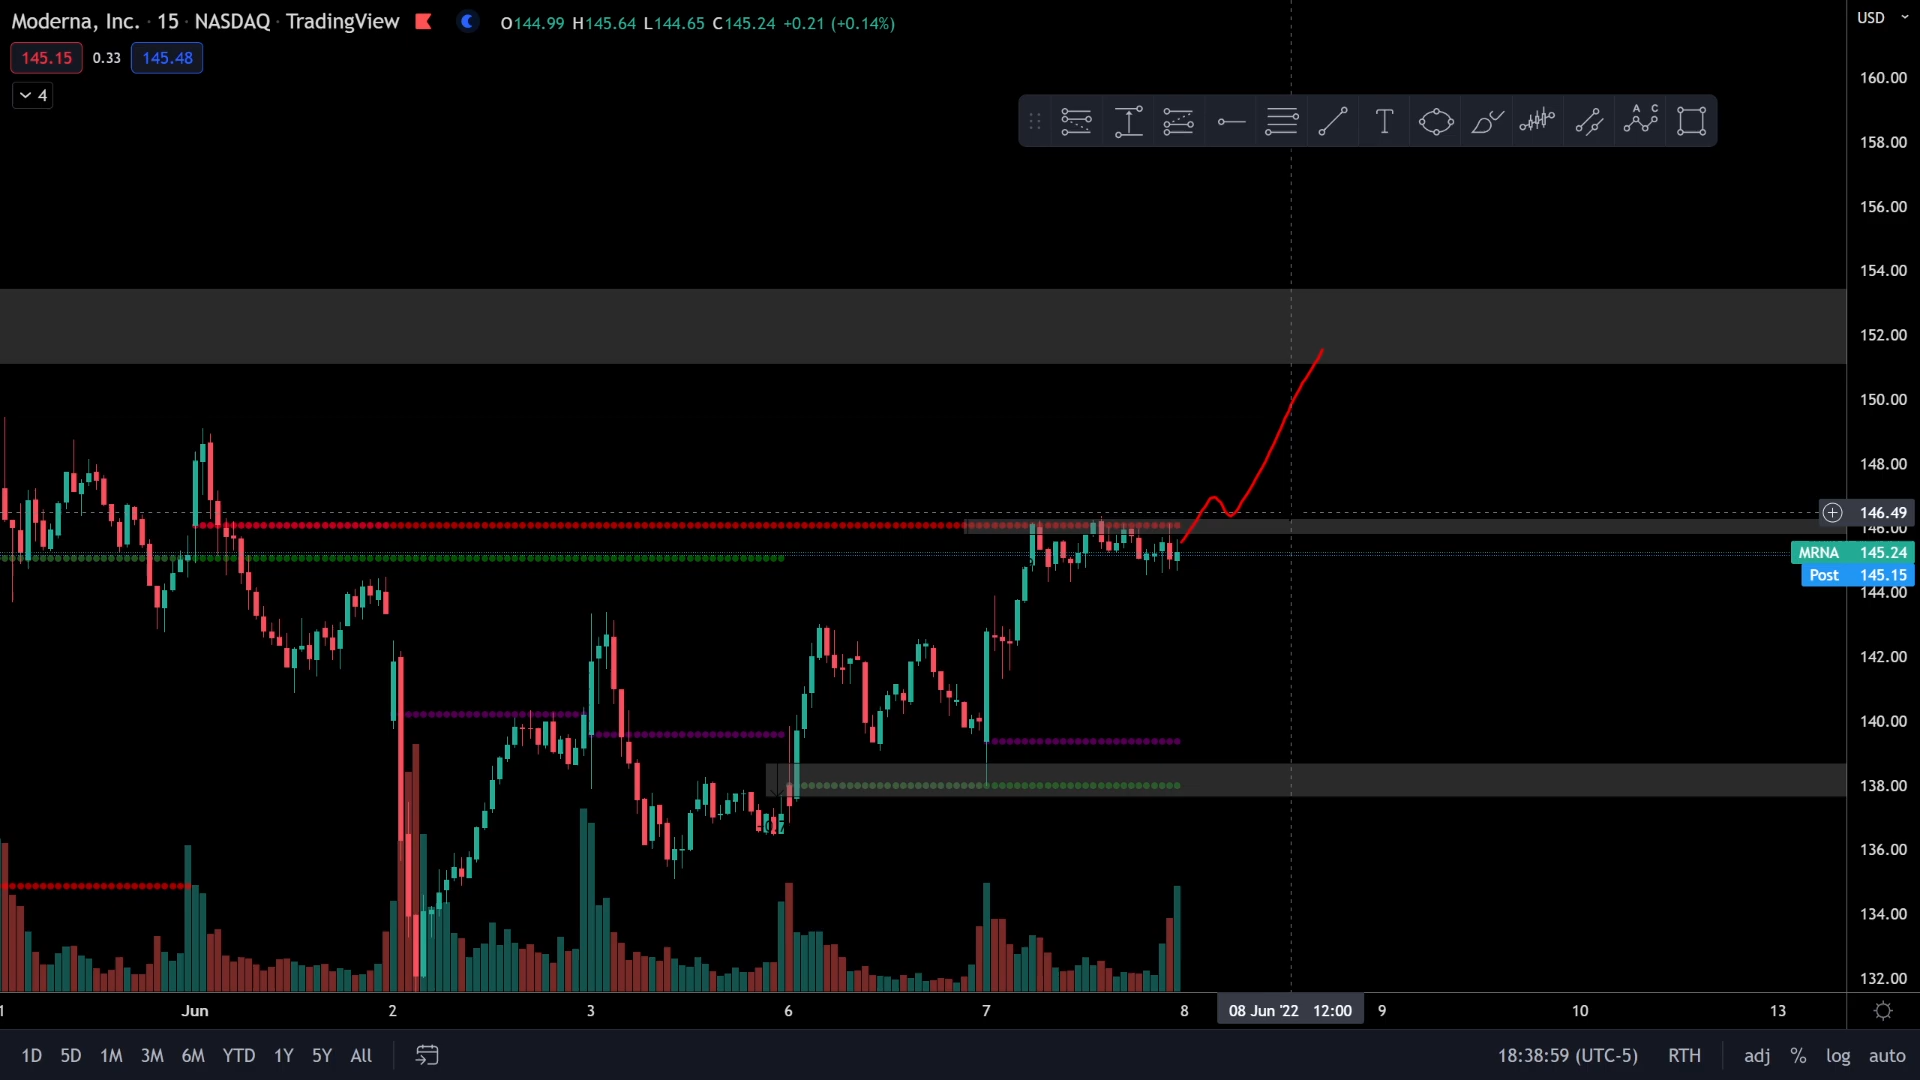 Moderna, Inc. · 15 · NASDAQ · TradingView O144.99 H145.64 L144.65 C145.24 +0.21 (+0.14%)
USD
145.15 0.33 145.48
4
A C
160.00
158.00
156.00
154.00
152.00
150.00
148.00
146.49
146.00
MRNA 145.24
Post 145.15
144.00
142.00
140.00
138.00
136.00
134.00
132.00
1 Jun 2 3 6 7 8 08 Jun '22 12:00 9 10 13
1D 5D 1M 3M 6M YTD 1Y 5Y All 18:38:59 (UTC-5) RTH adj % log auto